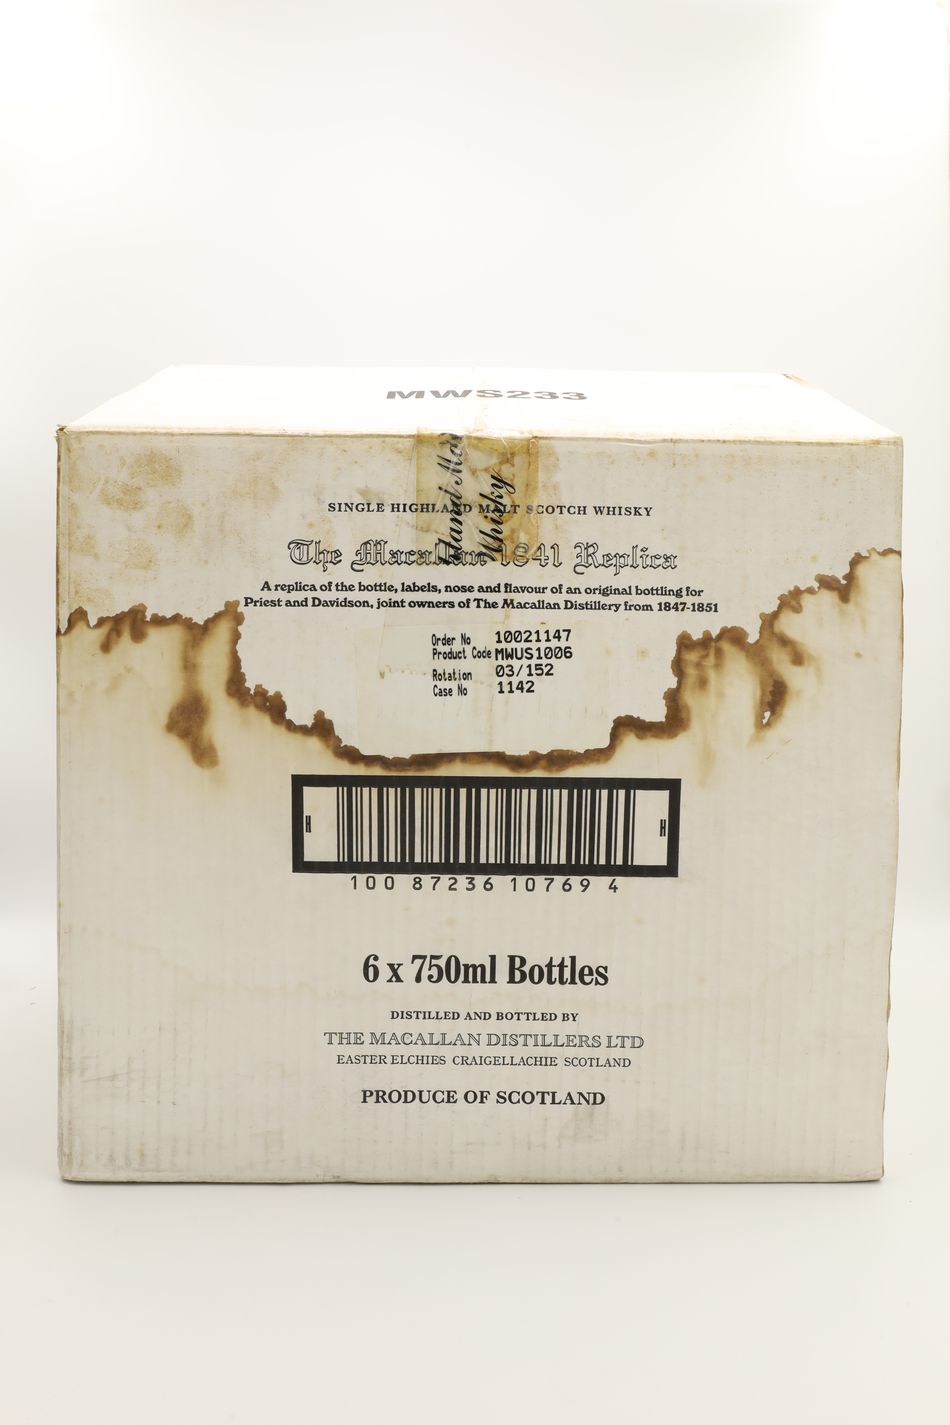 MWS233
Hand Mad
Whisky
SINGLE HIGHLAND MALT SCOTCH WHISKY
The Macallan 1841 Replica
A replica of the bottle, labels, nose and flavour of an original bottling for
Priest and Davidson, joint owners of The Macallan Distillery from 1847-1851
Order No 10021147
Product Code MWUS1006
Rotation 03/152
Case No 1142
H H
100 87236 10769 4
6 x 750ml Bottles
DISTILLED AND BOTTLED BY
THE MACALLAN DISTILLERS LTD
EASTER ELCHIES CRAIGELLACHIE SCOTLAND
PRODUCE OF SCOTLAND